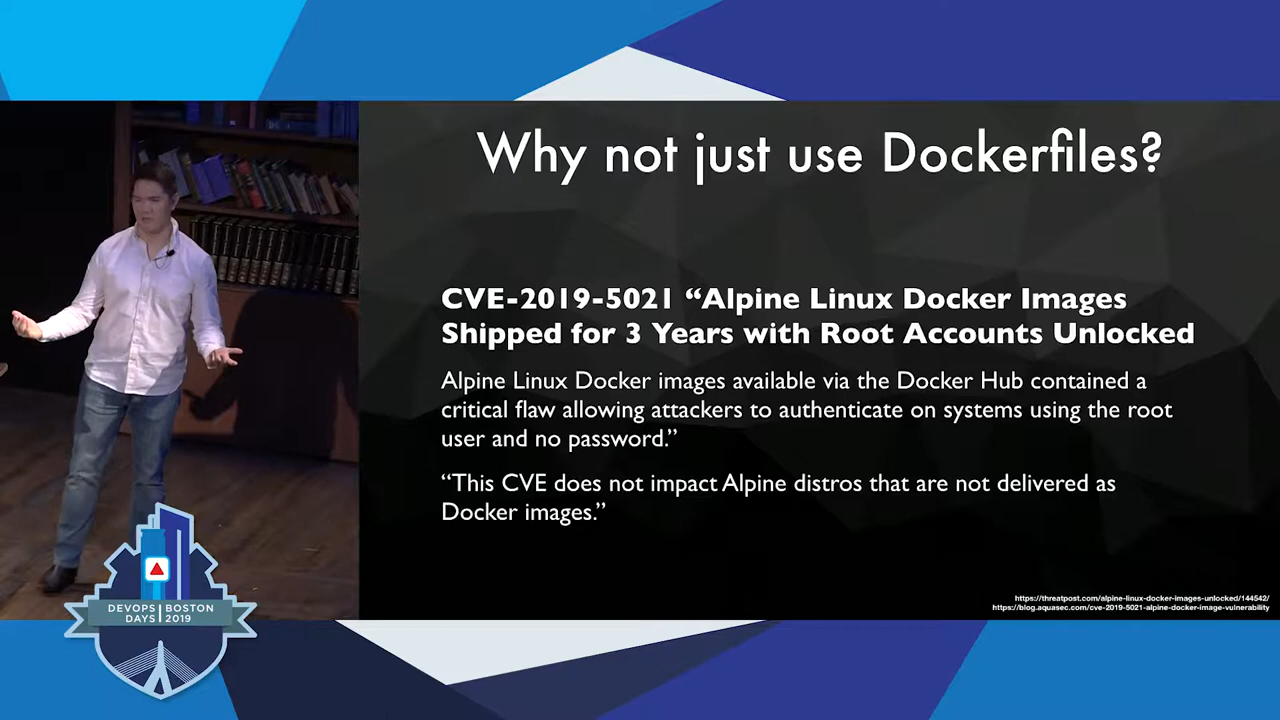 Why not just use Dockerfiles?
CVE-2019-5021 “Alpine Linux Docker Images
Shipped for 3 Years with Root Accounts Unlocked
Alpine Linux Docker images available via the Docker Hub contained a
critical flaw allowing attackers to authenticate on systems using the root
user and no password.”
“This CVE does not impact Alpine distros that are not delivered as
Docker images.”
https://threatpost.com/alpine-linux-docker-images-unlocked/144542/
https://blog.aquasec.com/cve-2019-5021-alpine-docker-image-vulnerability
DEVOPS BOSTON
DAYS 2019